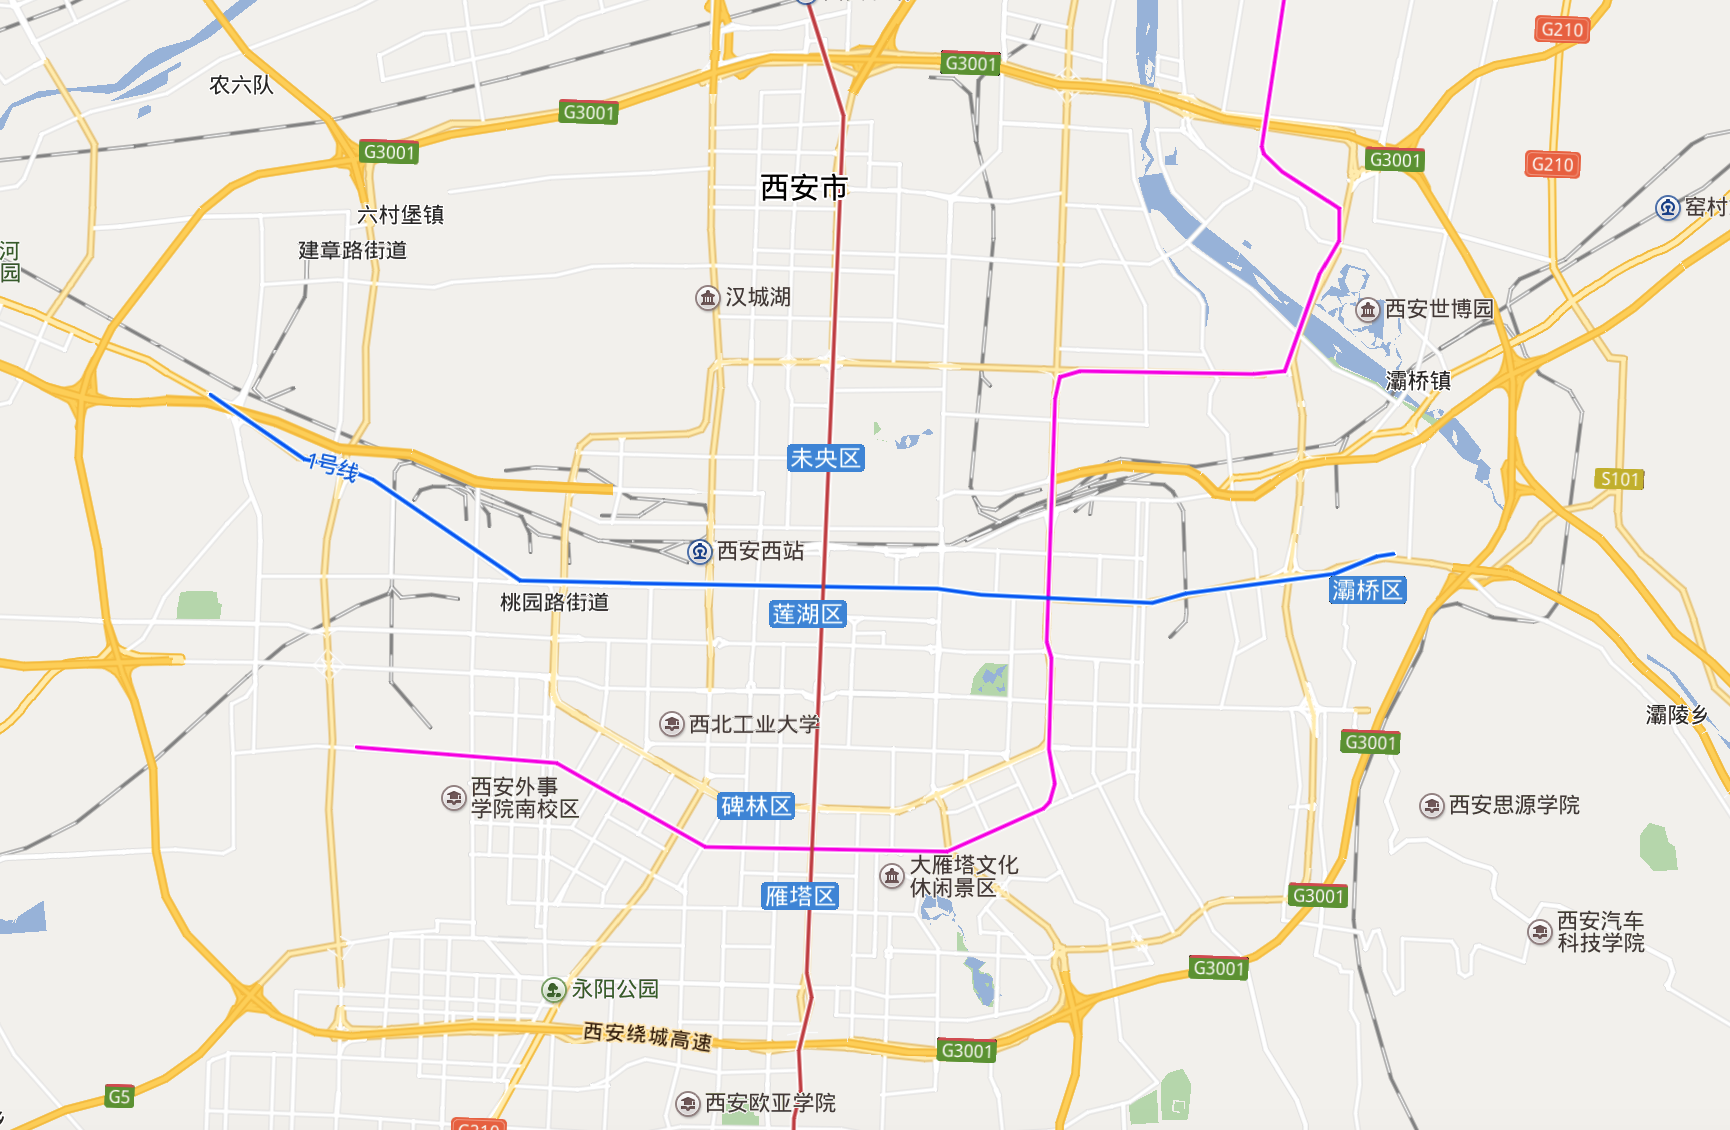 G210
G3001
农六队
G3001
G3001
G3001
G210
西安市
窑村
六村堡镇
河
园
建章路街道
汉城湖
西安世博园
灞桥镇
未央区
1号线
S101
西安西站
灞桥区
桃园路街道
莲湖区
灞陵乡
西北工业大学
G3001
西安外事
学院南校区
碑林区
西安思源学院
大雁塔文化
休闲景区
雁塔区
G3001
西安汽车
科技学院
G3001
永阳公园
西安绕城高速
G3001
G5
西安欧亚学院
G210